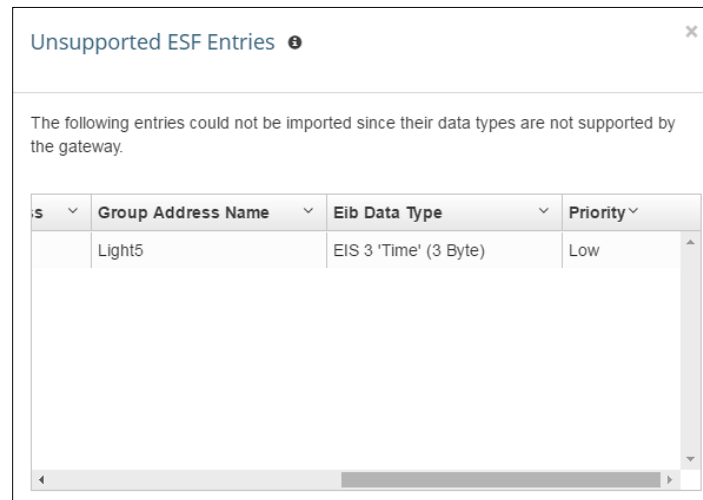 Unsupported ESF Entries
The following entries could not be imported since their data types are not supported by
the gateway.
ss Group Address Name Eib Data Type Priority
Light5 EIS 3 'Time' (3 Byte) Low